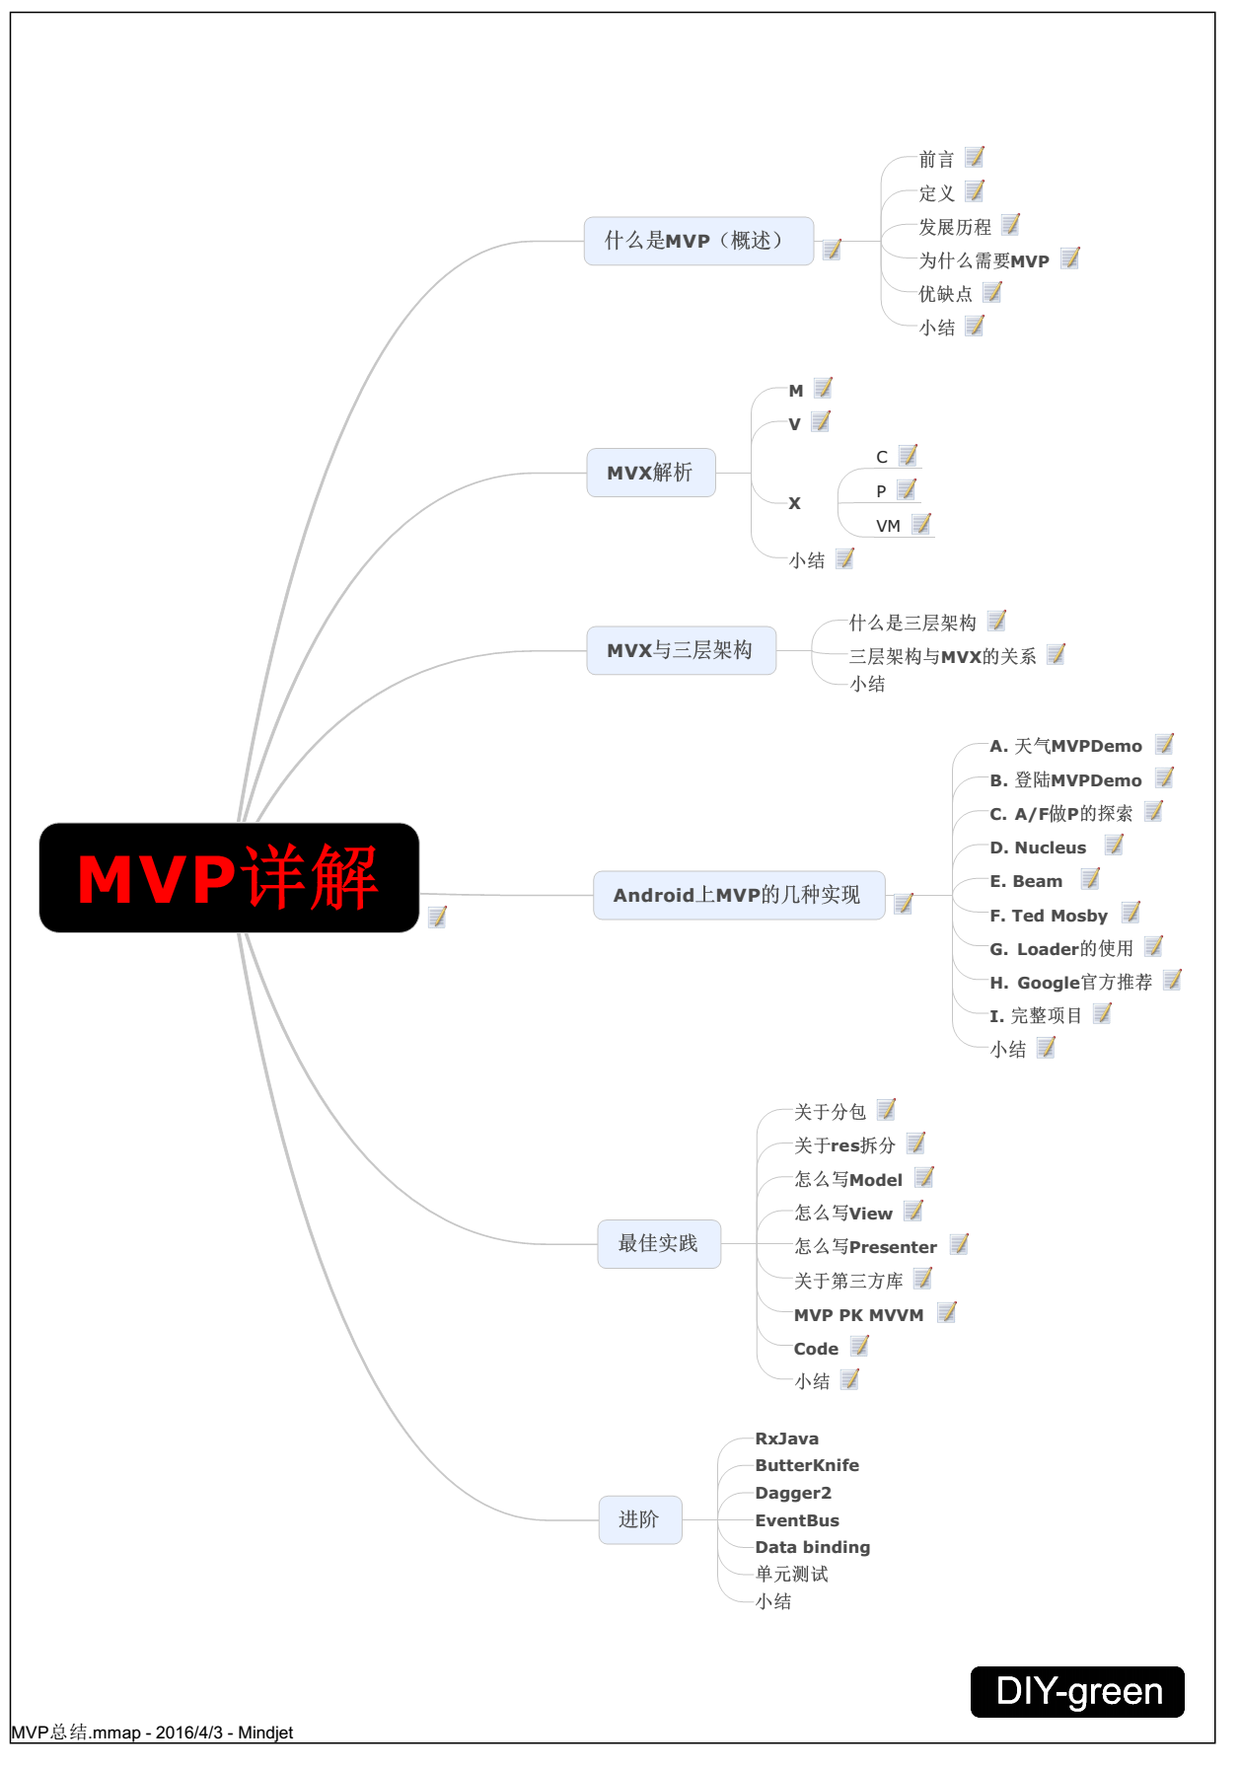 什么是MVP（概述）
前言
定义
发展历程
为什么需要MVP
优缺点
小结
MVX解析
M
V
X
C
P
VM
小结
MVX与三层架构
什么是三层架构
三层架构与MVX的关系
小结
MVP详解
Android上MVP的几种实现
A. 天气MVPDemo
B. 登陆MVPDemo
C. A/F做P的探索
D. Nucleus
E. Beam
F. Ted Mosby
G. Loader的使用
H. Google官方推荐
I. 完整项目
小结
最佳实践
关于分包
关于res拆分
怎么写Model
怎么写View
怎么写Presenter
关于第三方库
MVP PK MVVM
Code
小结
进阶
RxJava
ButterKnife
Dagger2
EventBus
Data binding
单元测试
小结
DIY-green
MVP总结.mmap - 2016/4/3 - Mindjet